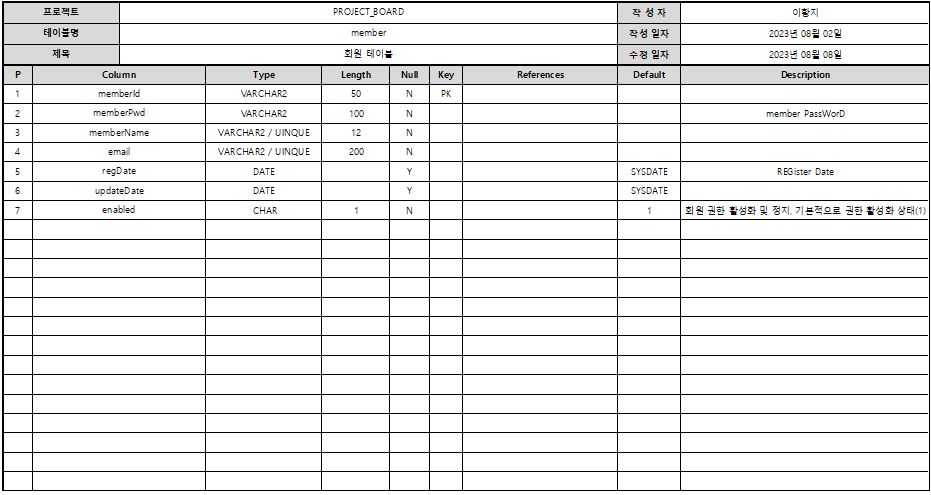 프로젝트 PROJECT_BOARD 작 성 자 이황지
테이블명 member 작성 일자 2023년 08월 02일
제목 회원 테이블 수정 일자 2023년 08월 08일
P Column Type Length Null Key References Default Description
1 memberId VARCHAR2 50 N PK
2 memberPwd VARCHAR2 100 N member PassWorD
3 memberName VARCHAR2 / UINQUE 12 N
4 email VARCHAR2 / UINQUE 200 N
5 regDate DATE Y SYSDATE REGister Date
6 updateDate DATE Y SYSDATE
7 enabled CHAR 1 N 1 회원 권한 활성화 및 정지, 기본적으로 권한 활성화 상태(1)